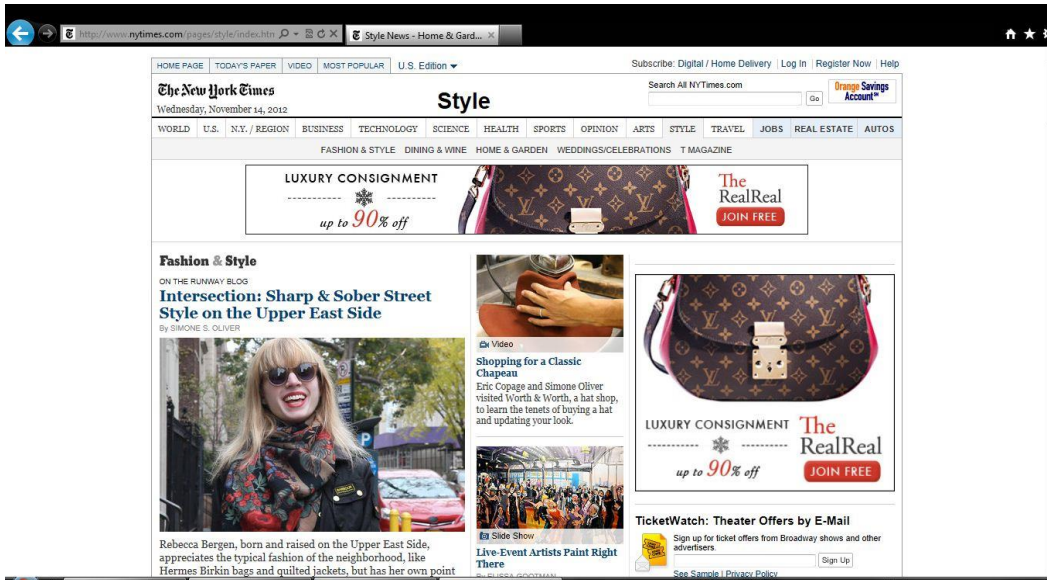 http://www.nytimes.com/pages/style/index.htn
Style News - Home & Gard...
HOME PAGE TODAY'S PAPER VIDEO MOST POPULAR U.S. Edition
Subscribe: Digital / Home Delivery Log In Register Now Help
The New York Times
Wednesday, November 14, 2012
Style
Search All NYTimes.com
Go
Orange Savings
Account℠
WORLD U.S. N.Y. / REGION BUSINESS TECHNOLOGY SCIENCE HEALTH SPORTS OPINION ARTS STYLE TRAVEL JOBS REAL ESTATE AUTOS
FASHION & STYLE DINING & WINE HOME & GARDEN WEDDINGS/CELEBRATIONS T MAGAZINE
LUXURY CONSIGNMENT
up to 90% off
The
RealReal
JOIN FREE
Fashion & Style
ON THE RUNWAY BLOG
Intersection: Sharp & Sober Street
Style on the Upper East Side
By SIMONE S. OLIVER
P
Rebecca Bergen, born and raised on the Upper East Side,
appreciates the typical fashion of the neighborhood, like
Hermes Birkin bags and quilted jackets, but has her own point
Video
Shopping for a Classic
Chapeau
Eric Copage and Simone Oliver
visited Worth & Worth, a hat shop,
to learn the tenets of buying a hat
and updating your look.
Slide Show
Live-Event Artists Paint Right
There
By ELISSA GOOTMAN
LUXURY CONSIGNMENT
up to 90% off
The
RealReal
JOIN FREE
TicketWatch: Theater Offers by E-Mail
Sign up for ticket offers from Broadway shows and other
advertisers.
Sign Up
See Sample | Privacy Policy